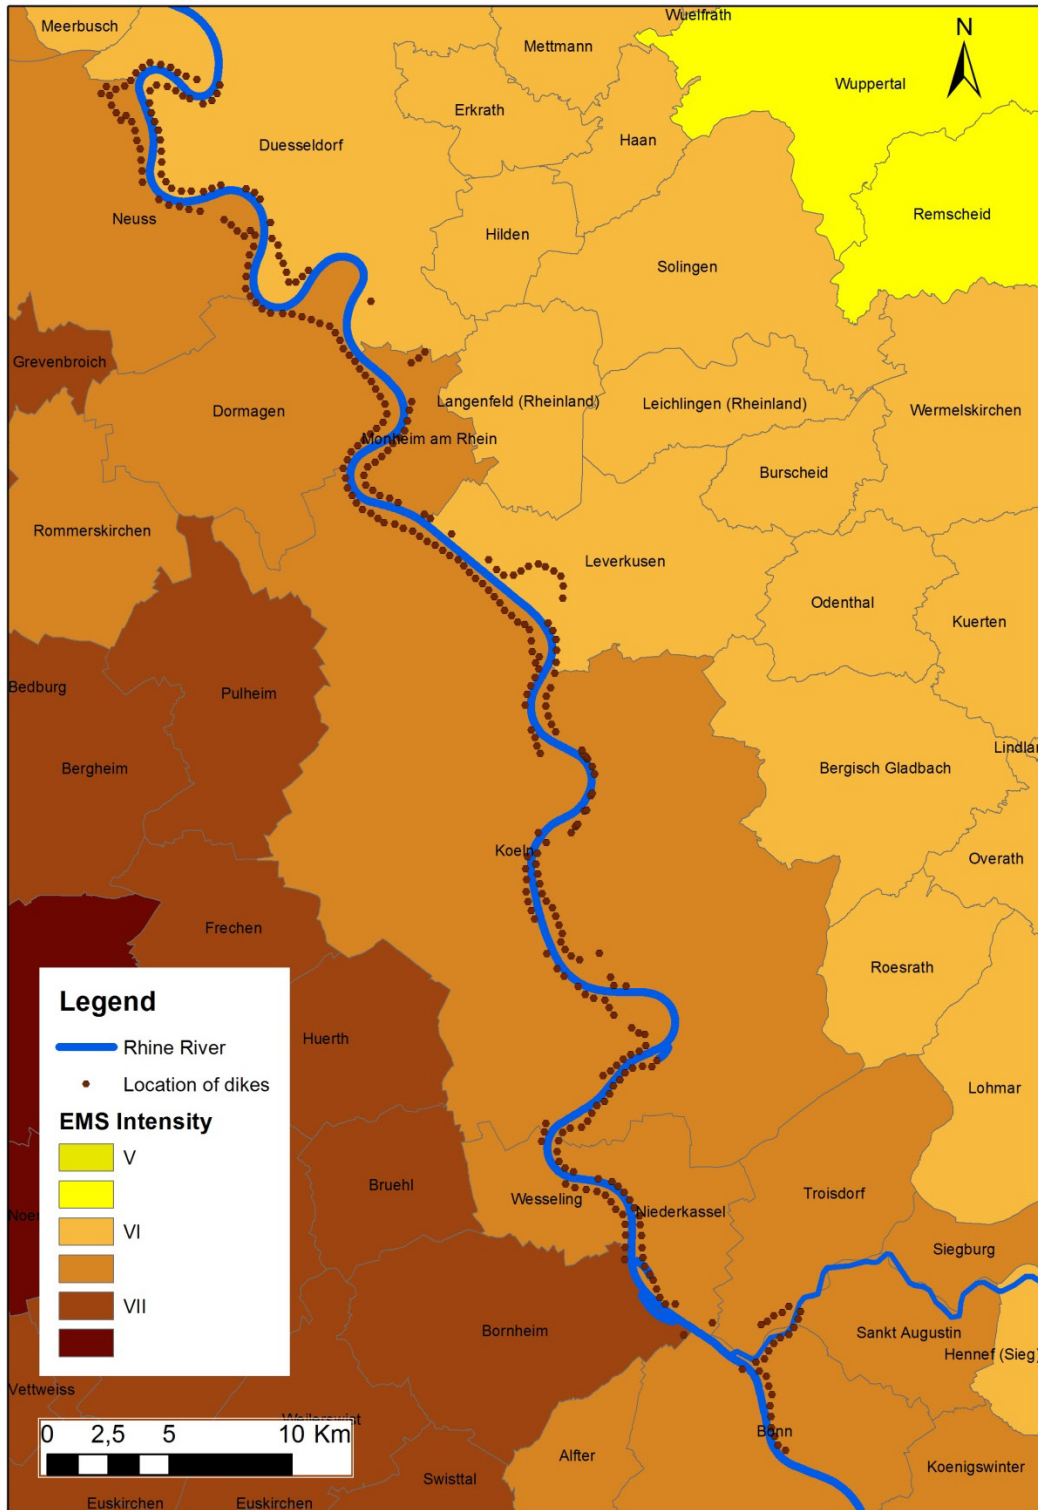 Meerbusch
Wuelfrath
Mettmann
N
Wuppertal
Erkrath
Haan
Duesseldorf
Remscheid
Neuss
Hilden
Solingen
Grevenbroich
Dormagen
Langenfeld (Rheinland)
Leichlingen (Rheinland)
Wermelskirchen
Monheim am Rhein
Burscheid
Rommerskirchen
Leverkusen
Odenthal
Kuerten
Bedburg
Pulheim
Lindlar
Bergheim
Bergisch Gladbach
Koeln
Overath
Frechen
Roesrath
Legend
Rhine River
Location of dikes
EMS Intensity
V
VI
VII
Huerth
Lohmar
Bruehl
Wesseling
Niederkassel
Troisdorf
Siegburg
Bornheim
Sankt Augustin
Hennef (Sieg)
Vettweiss
Weilerswist
0 2,5 5 10 Km
Bonn
Alfter
Swisttal
Koenigswinter
Euskirchen
Euskirchen